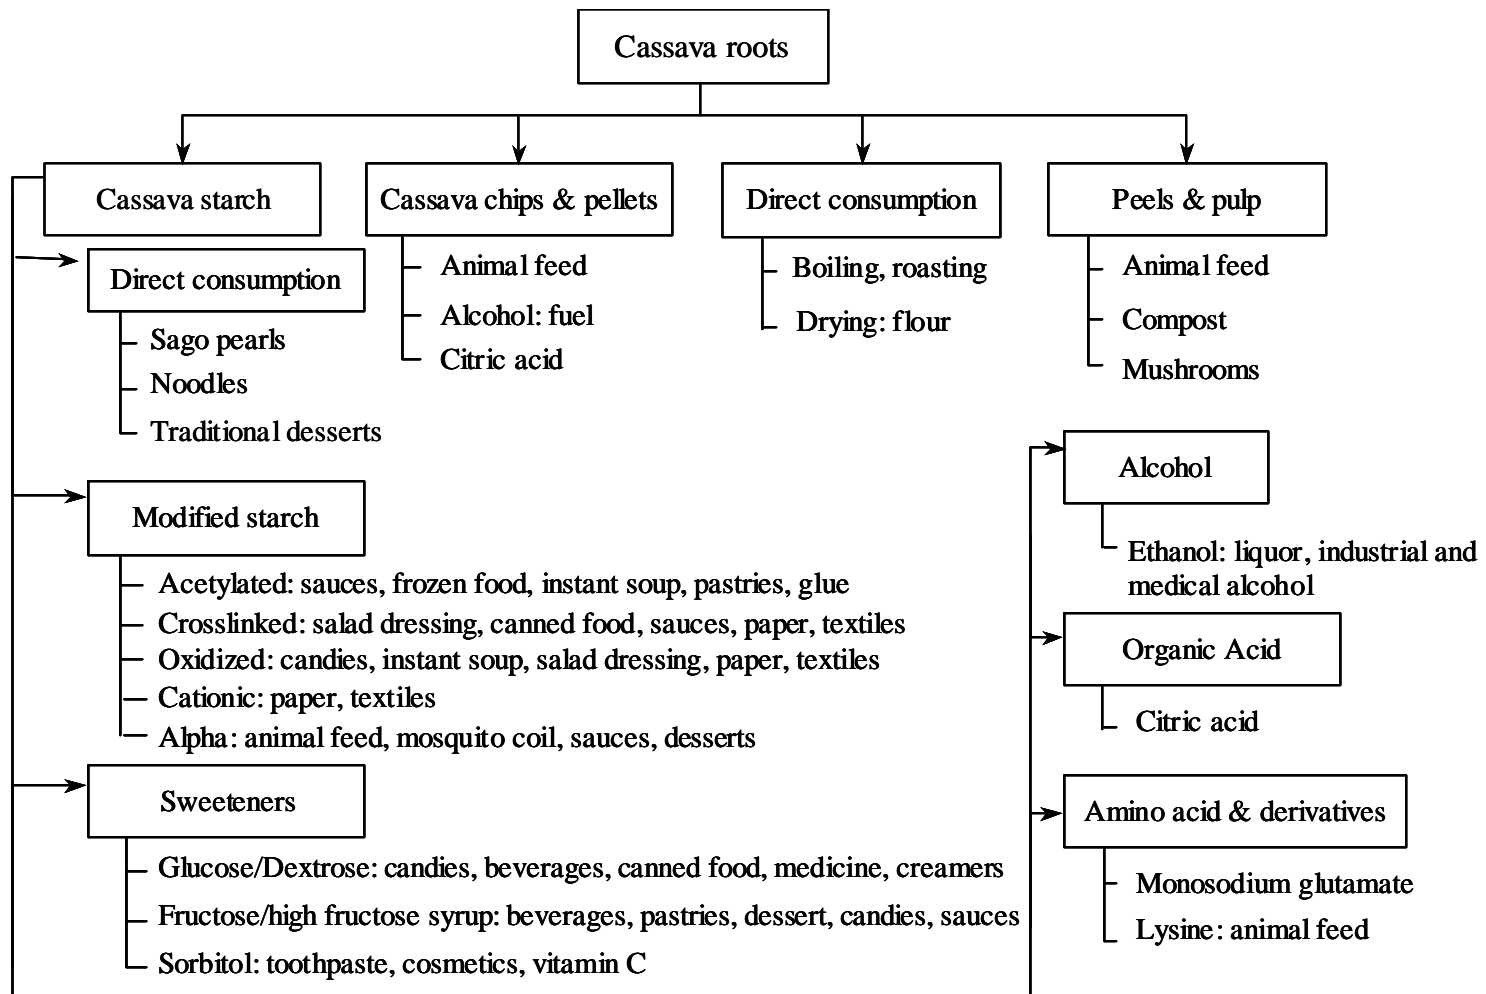 Cassava roots
Cassava starch
Cassava chips & pellets
Direct consumption
Peels & pulp
Direct consumption
Sago pearls
Noodles
Traditional desserts
Animal feed
Alcohol: fuel
Citric acid
Boiling, roasting
Drying: flour
Animal feed
Compost
Mushrooms
Modified starch
Acetylated: sauces, frozen food, instant soup, pastries, glue
Crosslinked: salad dressing, canned food, sauces, paper, textiles
Oxidized: candies, instant soup, salad dressing, paper, textiles
Cationic: paper, textiles
Alpha: animal feed, mosquito coil, sauces, desserts
Sweeteners
Glucose/Dextrose: candies, beverages, canned food, medicine, creamers
Fructose/high fructose syrup: beverages, pastries, dessert, candies, sauces
Sorbitol: toothpaste, cosmetics, vitamin C
Alcohol
Ethanol: liquor, industrial and
medical alcohol
Organic Acid
Citric acid
Amino acid & derivatives
Monosodium glutamate
Lysine: animal feed